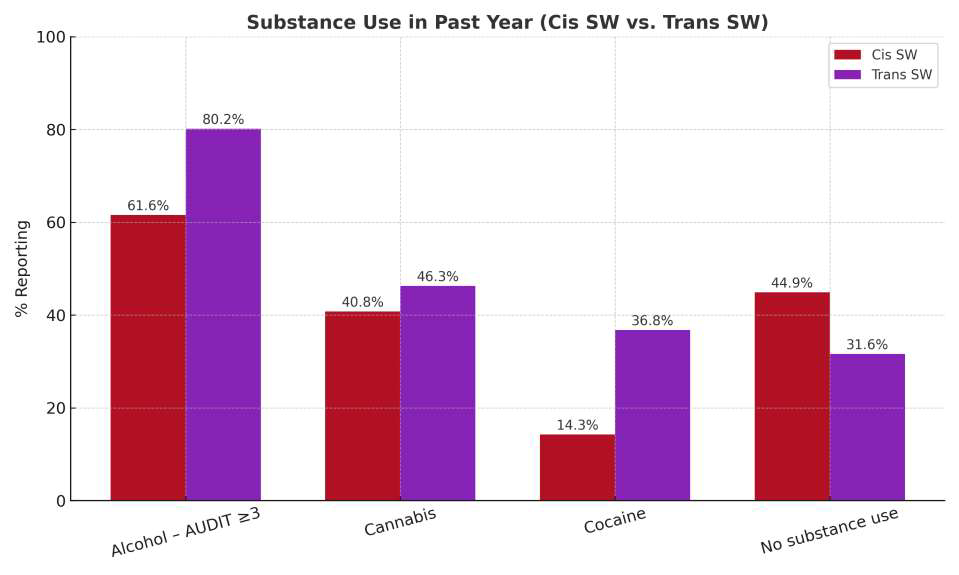 Substance Use in Past Year (Cis SW vs. Trans SW)
Cis SW
Trans SW
% Reporting
100
80
60
40
20
0
61.6%
80.2%
40.8%
46.3%
14.3%
36.8%
44.9%
31.6%
Alcohol – AUDIT ≥3
Cannabis
Cocaine
No substance use